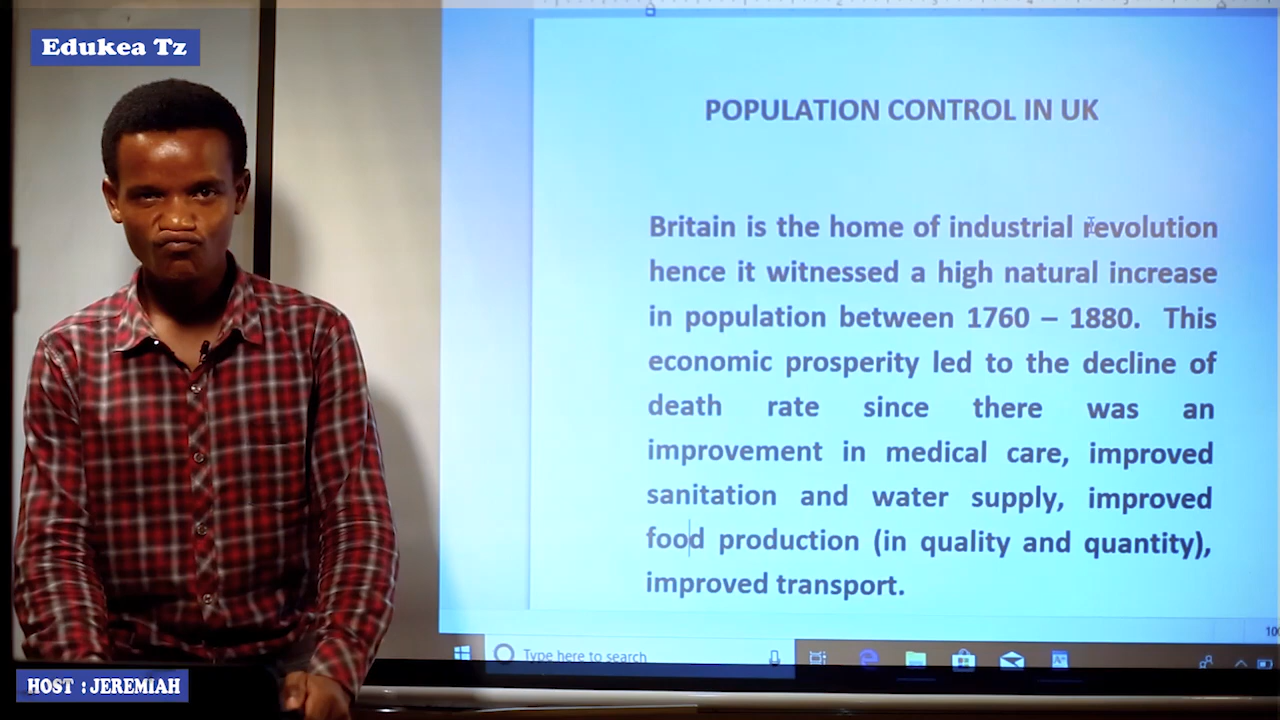 Edukea Tz
POPULATION CONTROL IN UK
Britain is the home of industrial revolution
hence it witnessed a high natural increase
in population between 1760 – 1880. This
economic prosperity led to the decline of
death rate since there was an
improvement in medical care, improved
sanitation and water supply, improved
food production (in quality and quantity),
improved transport.
Type here to search
HOST : JEREMIAH